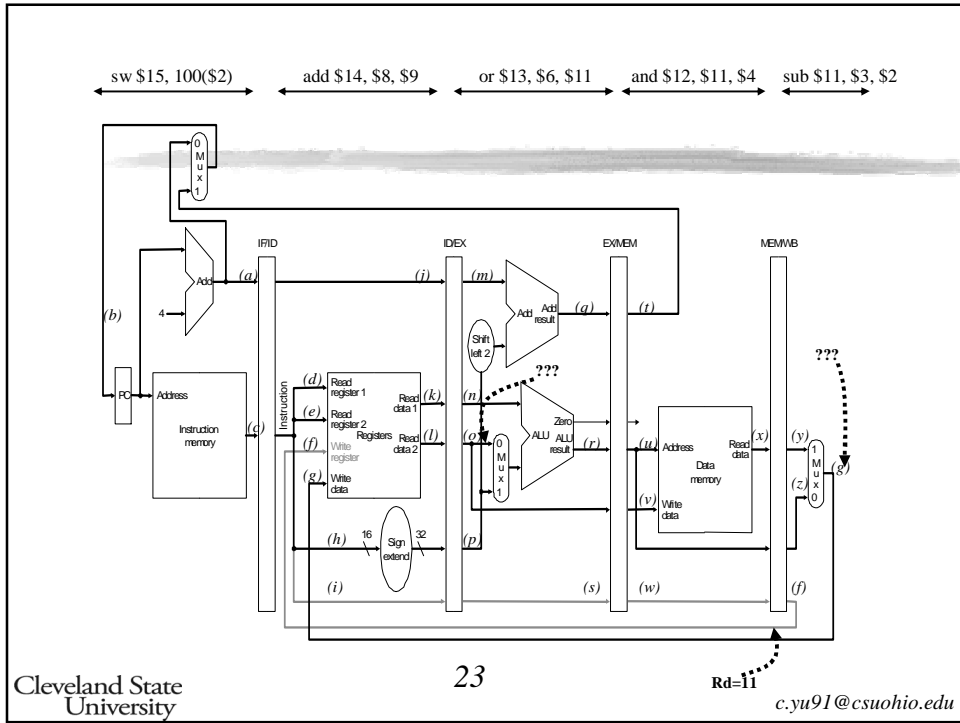 sw $15, 100($2) add $14, $8, $9 or $13, $6, $11 and $12, $11, $4 sub $11, $3, $2
0
M
u
x
1
IF/ID ID/EX EX/MEM MEM/WB
(a) (j) (m) (q) (t)
Add
Add Add
result
(b)
4
Shift
left 2
???
???
PC
Address
Instruction
memory
(c)
Instruction
(d)
Read
register 1
(e)
Read
register 2
(f)
Write
register
(g)
Write
data
Registers
Read
data 1
(k)
Read
data 2
(l)
(n)
(o)
0
M
u
x
1
Zero
ALU ALU
result
(r)
(u)
Address
Read
data
(x)
Data
memory
(v)
Write
data
(y)
1
M
u
x
0
(g)
(z)
(h)
16
Sign
extend
32
(p)
(i) (s) (w) (f)
Rd=11
Cleveland State
University
23
c.yu91@csuohio.edu